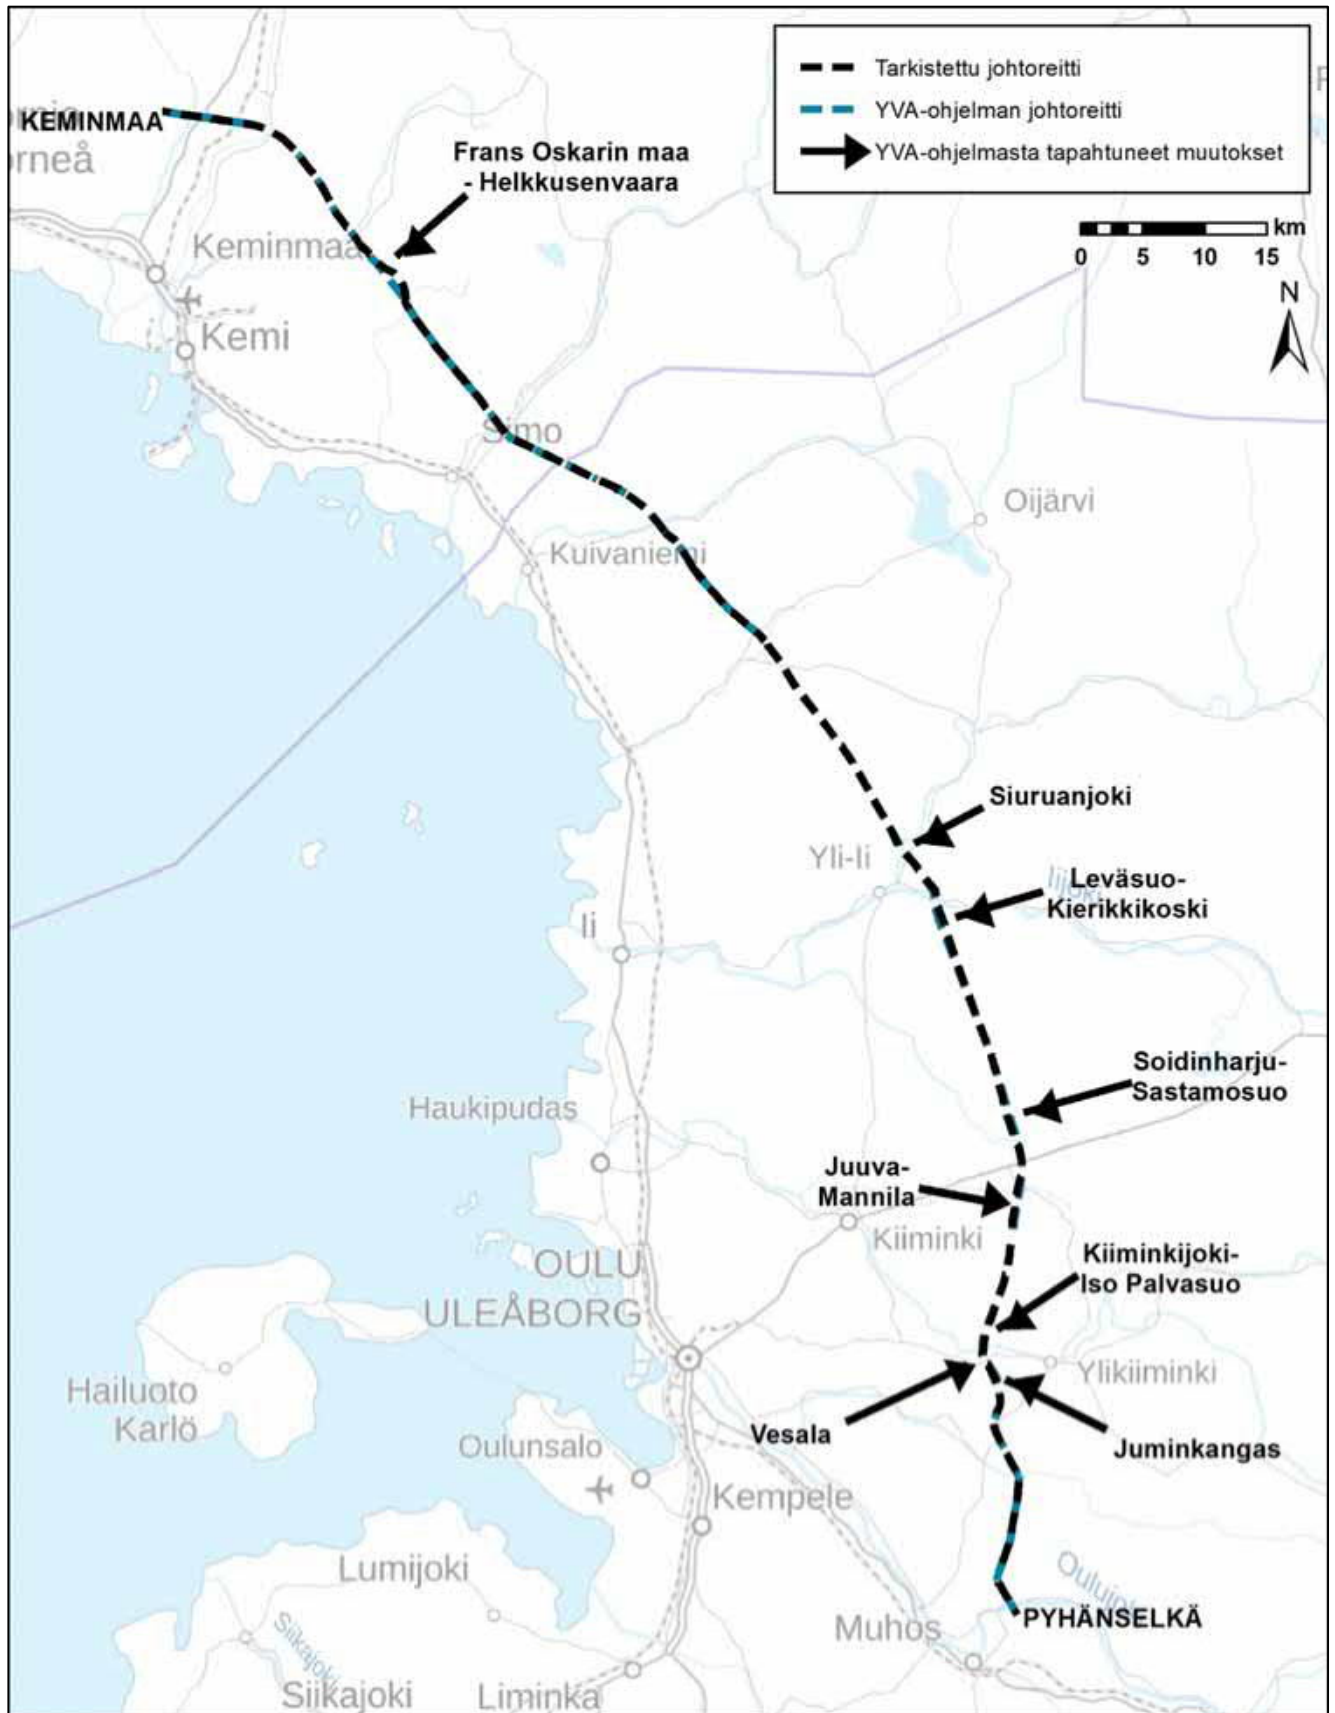 Tarkistettu johtoreitti
YVA-ohjelman johtoreitti
YVA-ohjelmasta tapahtuneet muutokset
km
0 5 10 15
N
KEMINMAA
Frans Oskarin maa
- Helkkusenvaara
Keminmaa
Kemi
Simo
Oijärvi
Kuivaniemi
Siuruanjoki
Yli-Ii
Leväsuo-
Kierikkikoski
Ii
Soidinharju-
Sastamosuo
Haukipudas
Juuva-
Mannila
Kiiminki
Kiiminkijoki-
Iso Palvasuo
OULU
ULEÅBORG
Ylikiiminki
Hailuoto
Karlö
Vesala
Juminkangas
Oulunsalo
Kempele
Lumijoki
PYHÄNSELKÄ
Muhos
Siikajoki
Siikajoki
Liminka